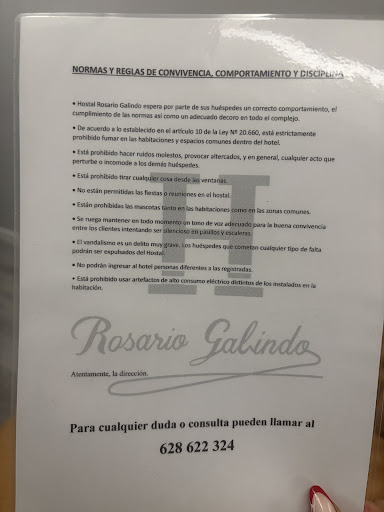 NORMAS Y REGLAS DE CONVIVENCIA, COMPORTAMIENTO Y DISCIPLINA
• Hostal Rosario Galindo espera por parte de sus huéspedes un correcto comportamiento, el
cumplimiento de las normas así como un adecuado decoro en todo el complejo.
• De acuerdo a lo establecido en el artículo 10 de la Ley Nº 20.660, está estrictamente
prohibido fumar en las habitaciones y espacios comunes dentro del hotel.
• Está prohibido hacer ruidos molestos, provocar altercados, y en general, cualquier acto que
perturbe o incomode a los demás huéspedes.
• Está prohibido tirar cualquier cosa desde las ventanas.
• No están permitidas las fiestas o reuniones en el hostal.
• Están prohibidas las mascotas tanto en las habitaciones como en las zonas comunes.
• Se ruega mantener en todo momento un tono de voz adecuado para la buena convivencia
entre los clientes intentando ser silencioso en pasillos y escaleras.
• El vandalismo es un delito muy grave. Los huéspedes que cometan cualquier tipo de falta
podrán ser expulsados del Hostal.
• No podrán ingresar al hotel personas diferentes a las registradas.
• Está prohibido usar artefactos de alto consumo eléctrico distintos de los instalados en la
habitación.
H
Rosario Galindo
Atentamente, la dirección.
Para cualquier duda o consulta pueden llamar al
628 622 324